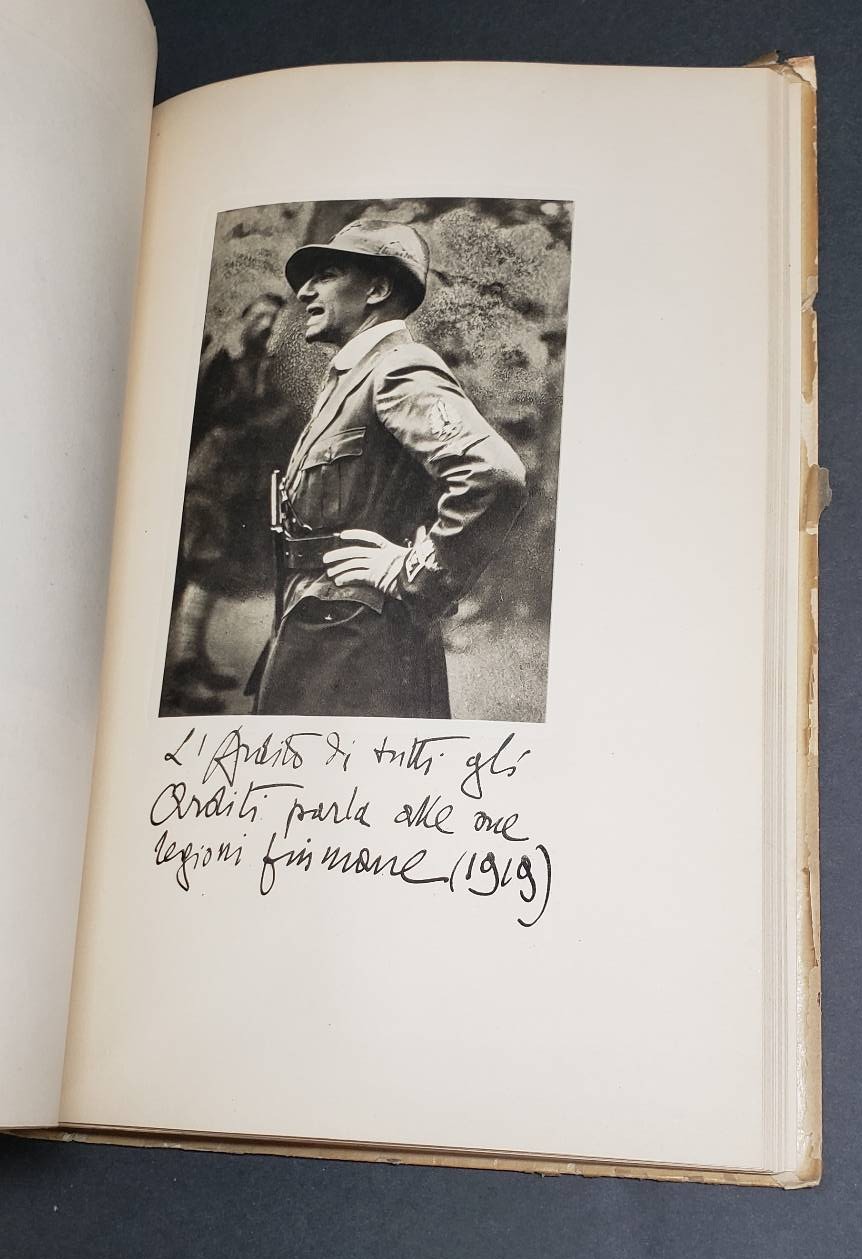 L'Ardito di tutti gli
Arditi parla alle sue
legioni fiumane (1919)